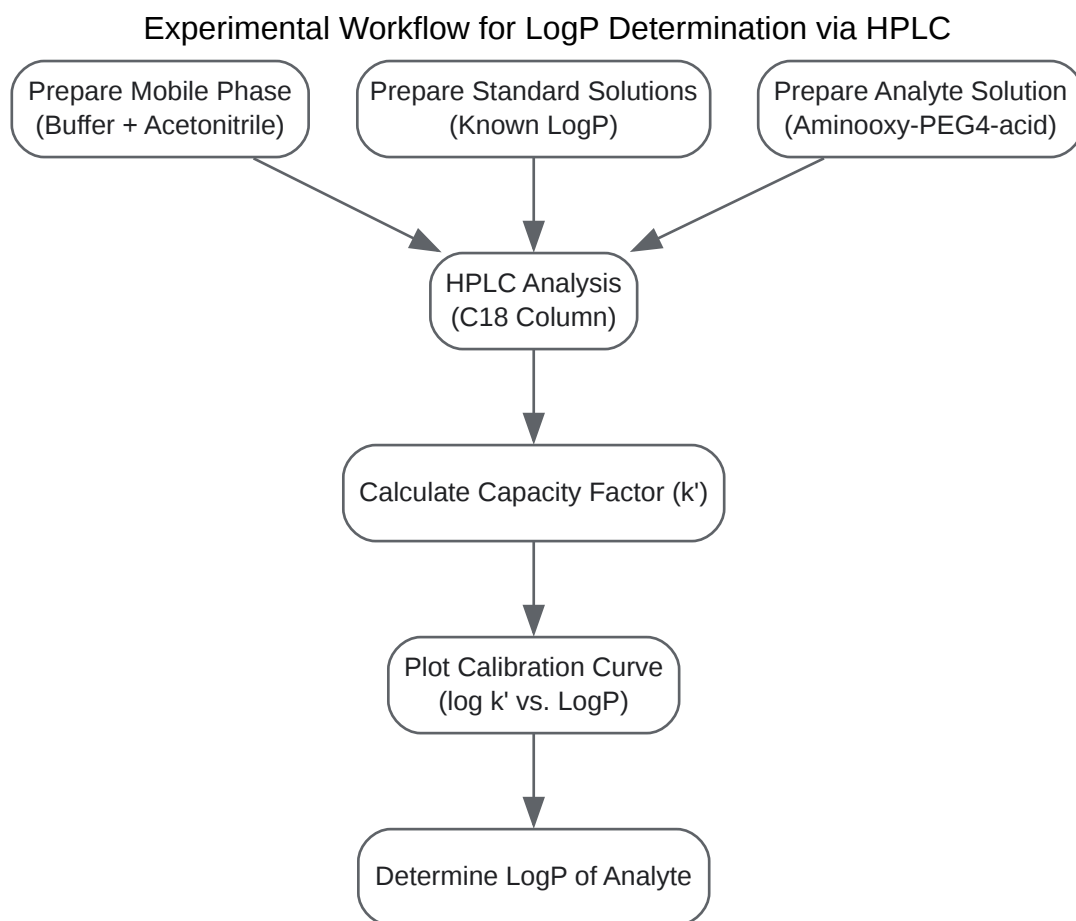 Experimental Workflow for LogP Determination via HPLC
Prepare Mobile Phase
(Buffer + Acetonitrile)
Prepare Standard Solutions
(Known LogP)
Prepare Analyte Solution
(Aminooxy-PEG4-acid)
HPLC Analysis
(C18 Column)
Calculate Capacity Factor (k')
Plot Calibration Curve
(log k' vs. LogP)
Determine LogP of Analyte